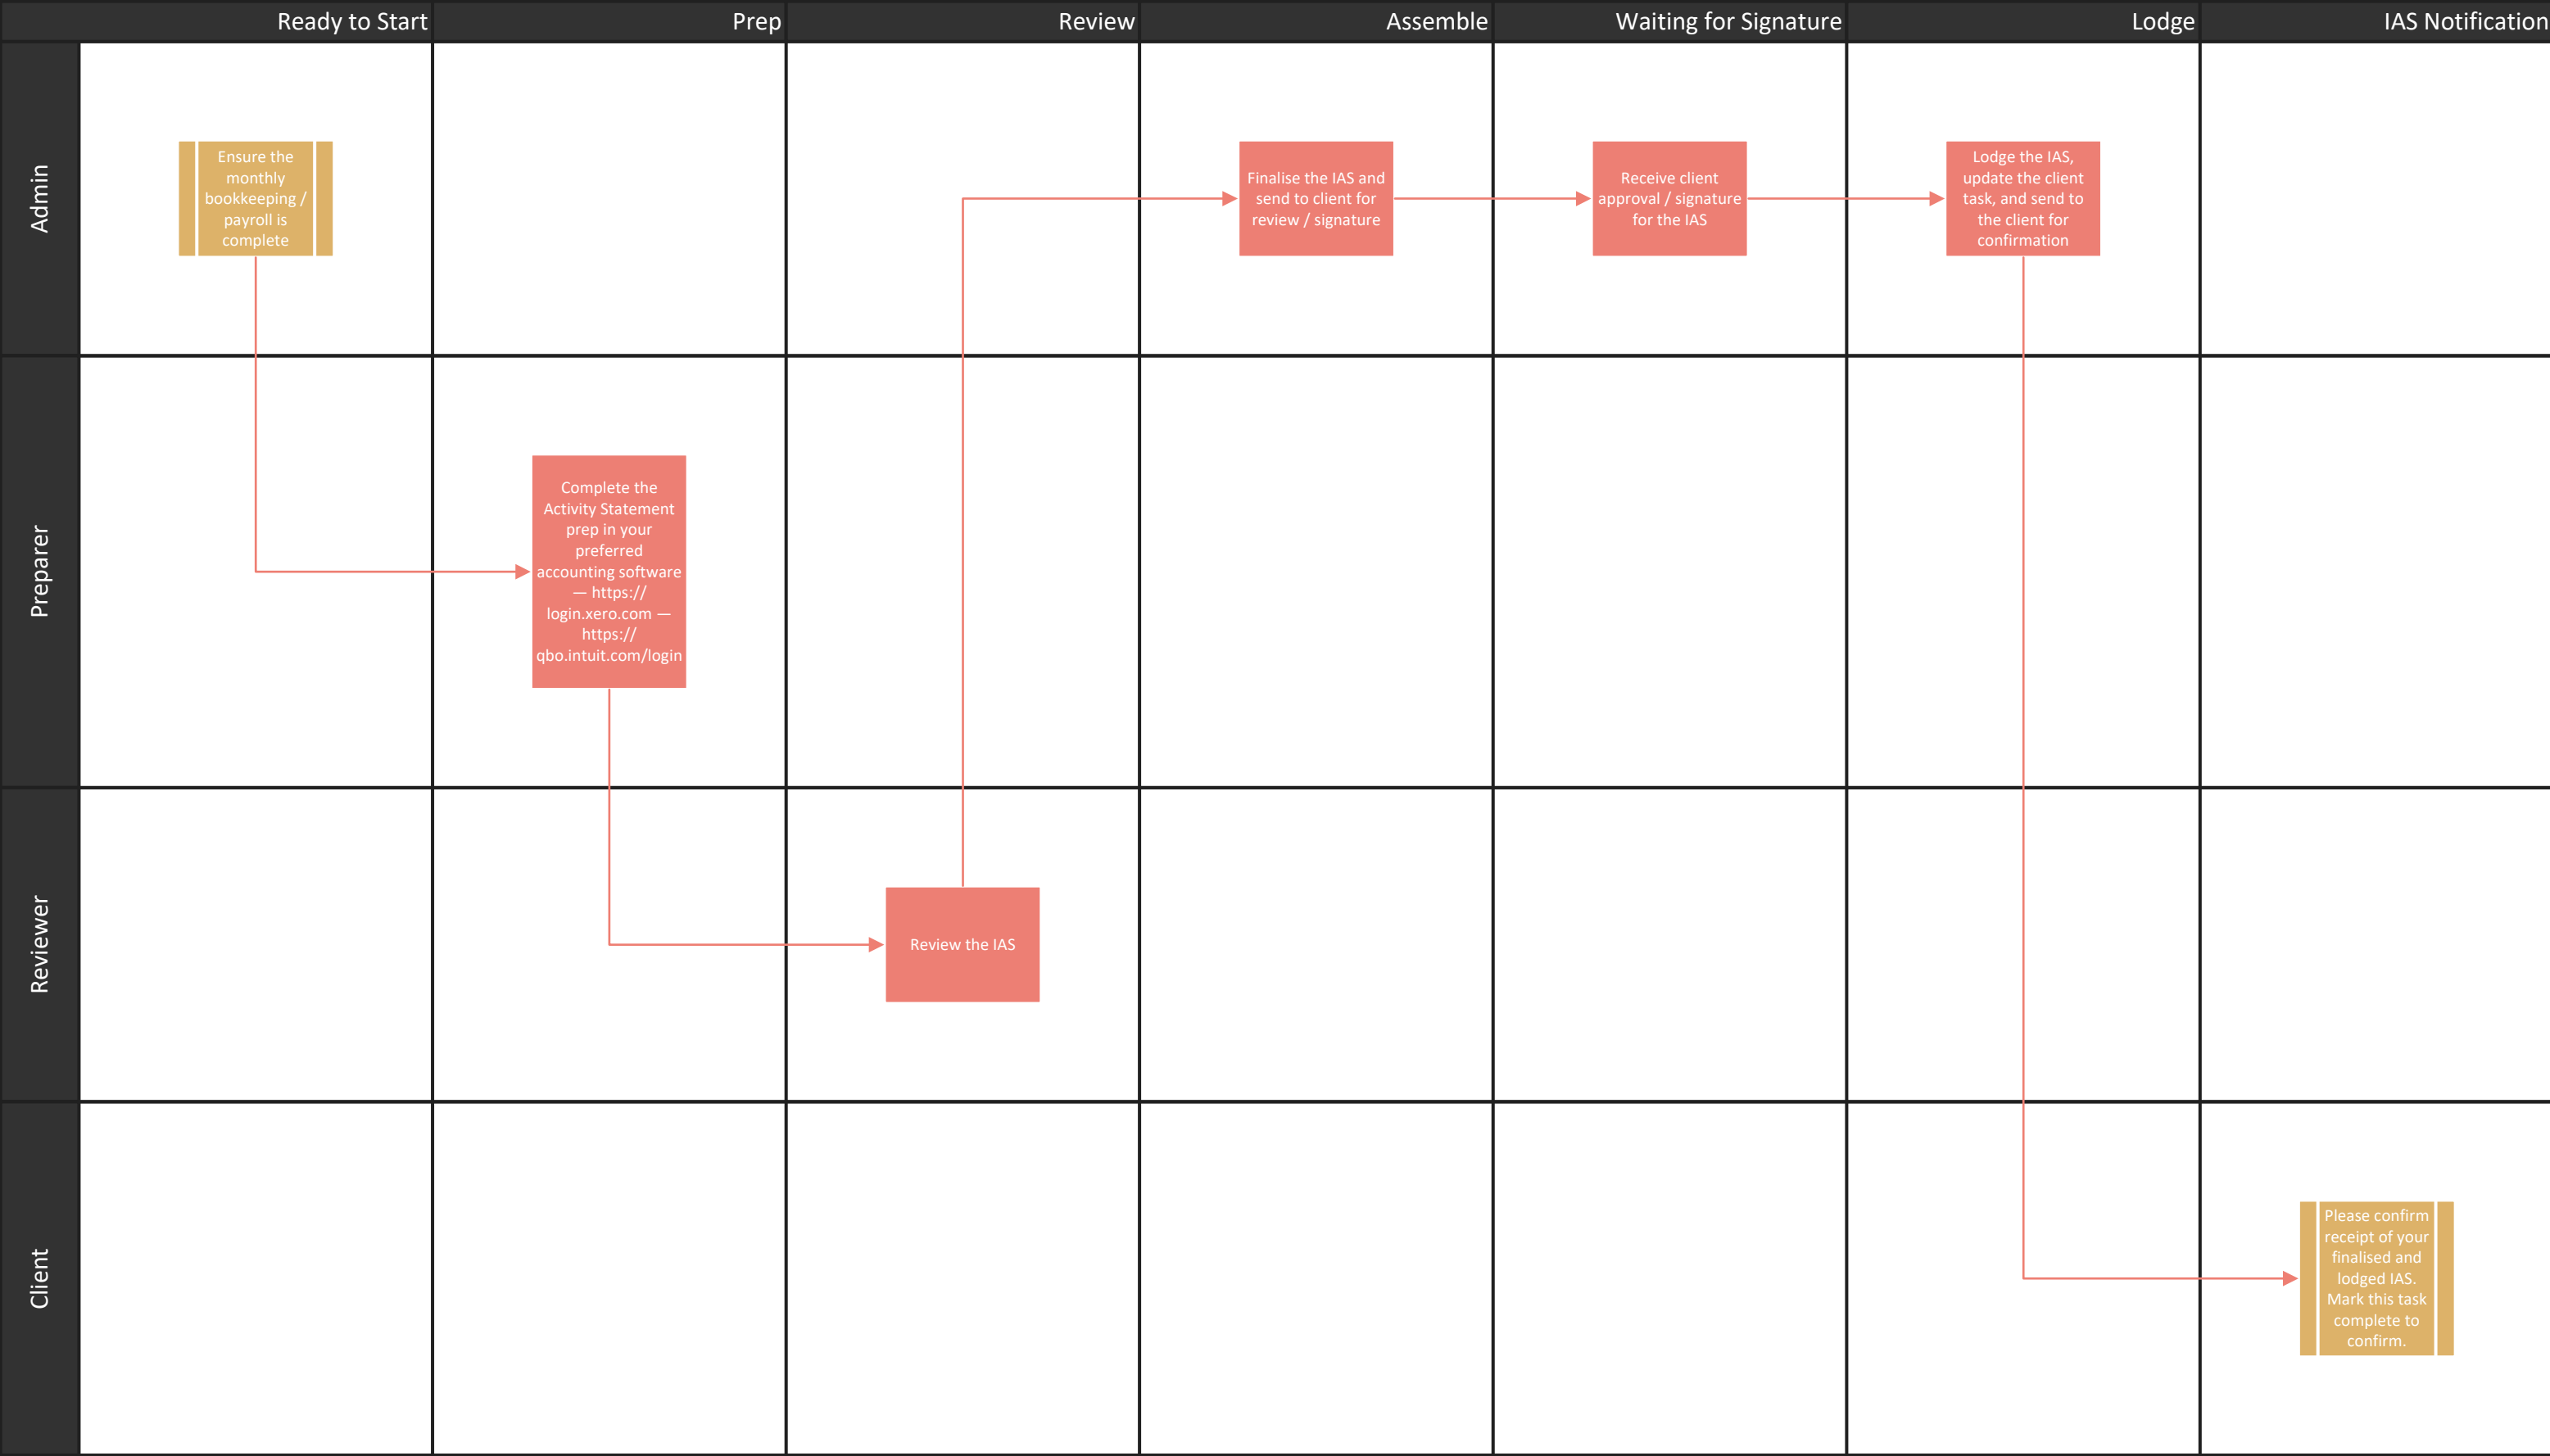 Ready to Start
Prep
Review
Assemble
Waiting for Signature
Lodge
IAS Notification
Admin
Ensure the
monthly
bookkeeping /
payroll is
complete
Finalise the IAS and
send to client for
review / signature
Receive client
approval / signature
for the IAS
Lodge the IAS,
update the client
task, and send to
the client for
confirmation
Preparer
Complete the
Activity Statement
prep in your
preferred
accounting software
— https://
login.xero.com —
https://
qbo.intuit.com/login
Reviewer
Review the IAS
Client
Please confirm
receipt of your
finalised and
lodged IAS.
Mark this task
complete to
confirm.